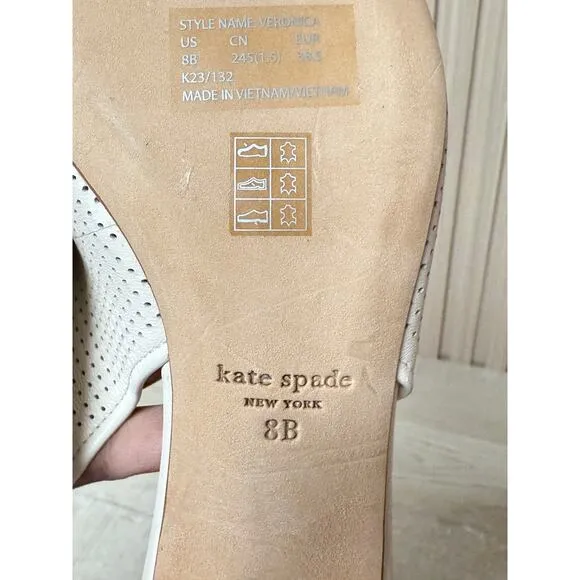 STYLE NAME:VERONICA
US CN EUR
8B 245(1.5) 38.5
K23/132
MADE IN VIETNAM/VIETNAM
kate spade
NEW YORK
8B